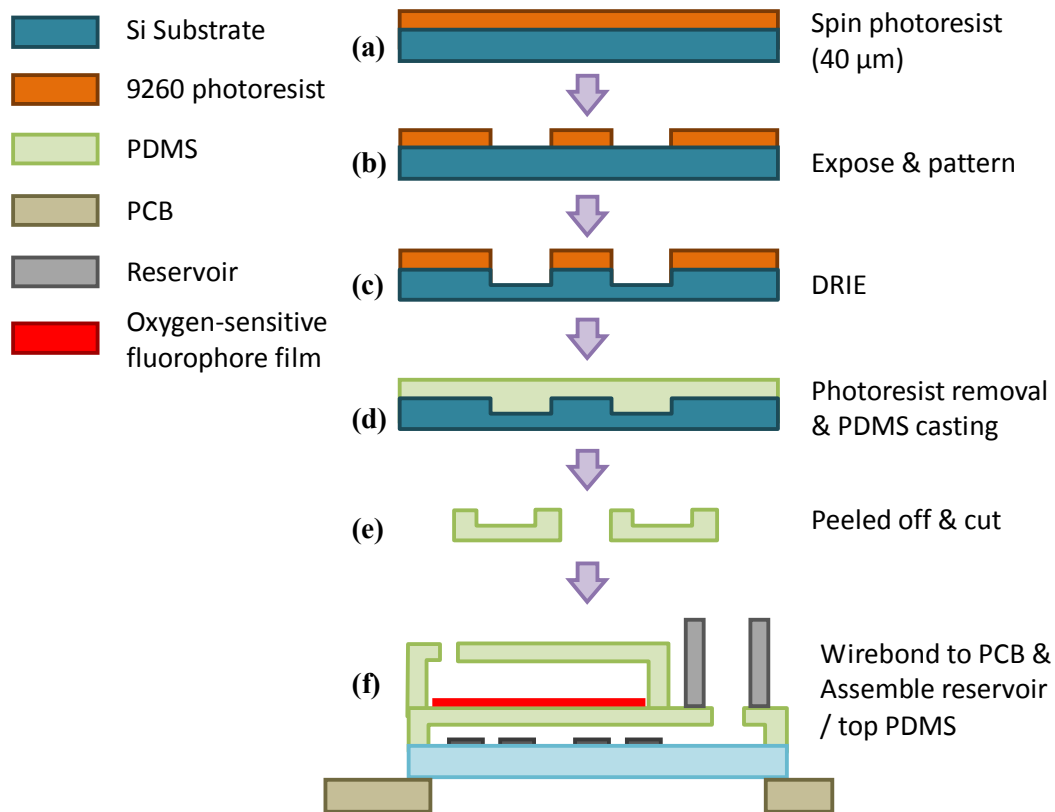 Si Substrate
9260 photoresist
PDMS
PCB
Reservoir
Oxygen-sensitive
fluorophore film
(a)
Spin photoresist
(40 µm)
(b)
Expose & pattern
(c)
DRIE
(d)
Photoresist removal
& PDMS casting
(e)
Peeled off & cut
(f)
Wirebond to PCB &
Assemble reservoir
/ top PDMS